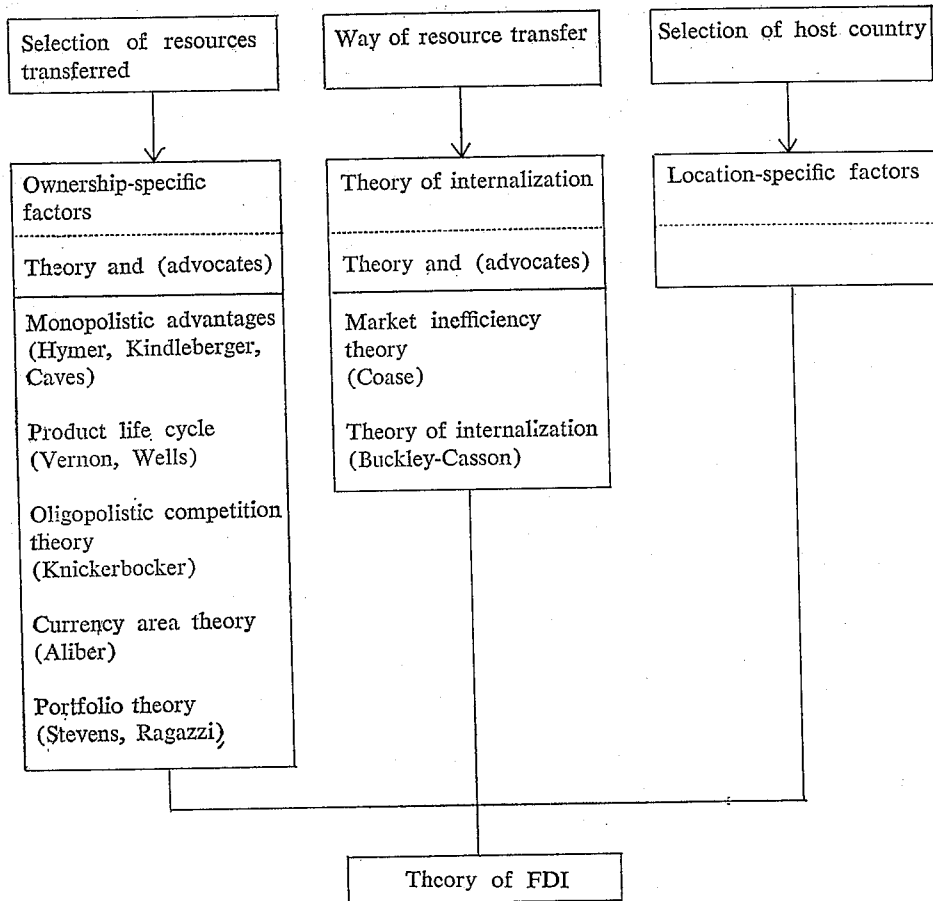 Selection of resources
transferred
Way of resource transfer
Selection of host country
Ownership-specific
factors
Theory and (advocates)
Monopolistic advantages
(Hymer, Kindleberger,
Caves)
Product life cycle
(Vernon, Wells)
Oligopolistic competition
theory
(Knickerbocker)
Currency area theory
(Aliber)
Portfolio theory
(Stevens, Ragazzi)
Theory of internalization
Theory and (advocates)
Market inefficiency
theory
(Coase)
Theory of internalization
(Buckley-Casson)
Location-specific factors
Theory of FDI